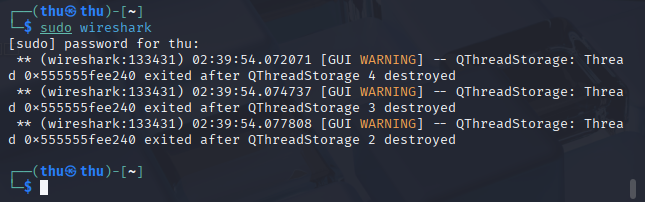 ┌──(thu㉿thu)-[~]
└─$ sudo wireshark
[sudo] password for thu:
 ** (wireshark:133431) 02:39:54.072071 [GUI WARNING] -- QThreadStorage: Threa
d 0×555555fee240 exited after QThreadStorage 4 destroyed
 ** (wireshark:133431) 02:39:54.074737 [GUI WARNING] -- QThreadStorage: Threa
d 0×555555fee240 exited after QThreadStorage 3 destroyed
 ** (wireshark:133431) 02:39:54.077808 [GUI WARNING] -- QThreadStorage: Threa
d 0×555555fee240 exited after QThreadStorage 2 destroyed
┌──(thu㉿thu)-[~]
└─$